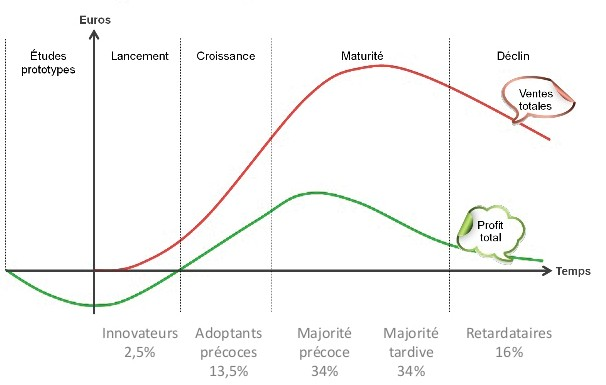 Euros
Études
prototypes
Lancement
Croissance
Maturité
Déclin
Ventes
totales
Profit
total
Temps
Innovateurs
2,5%
Adoptants
précoces
13,5%
Majorité
précoce
34%
Majorité
tardive
34%
Retardataires
16%